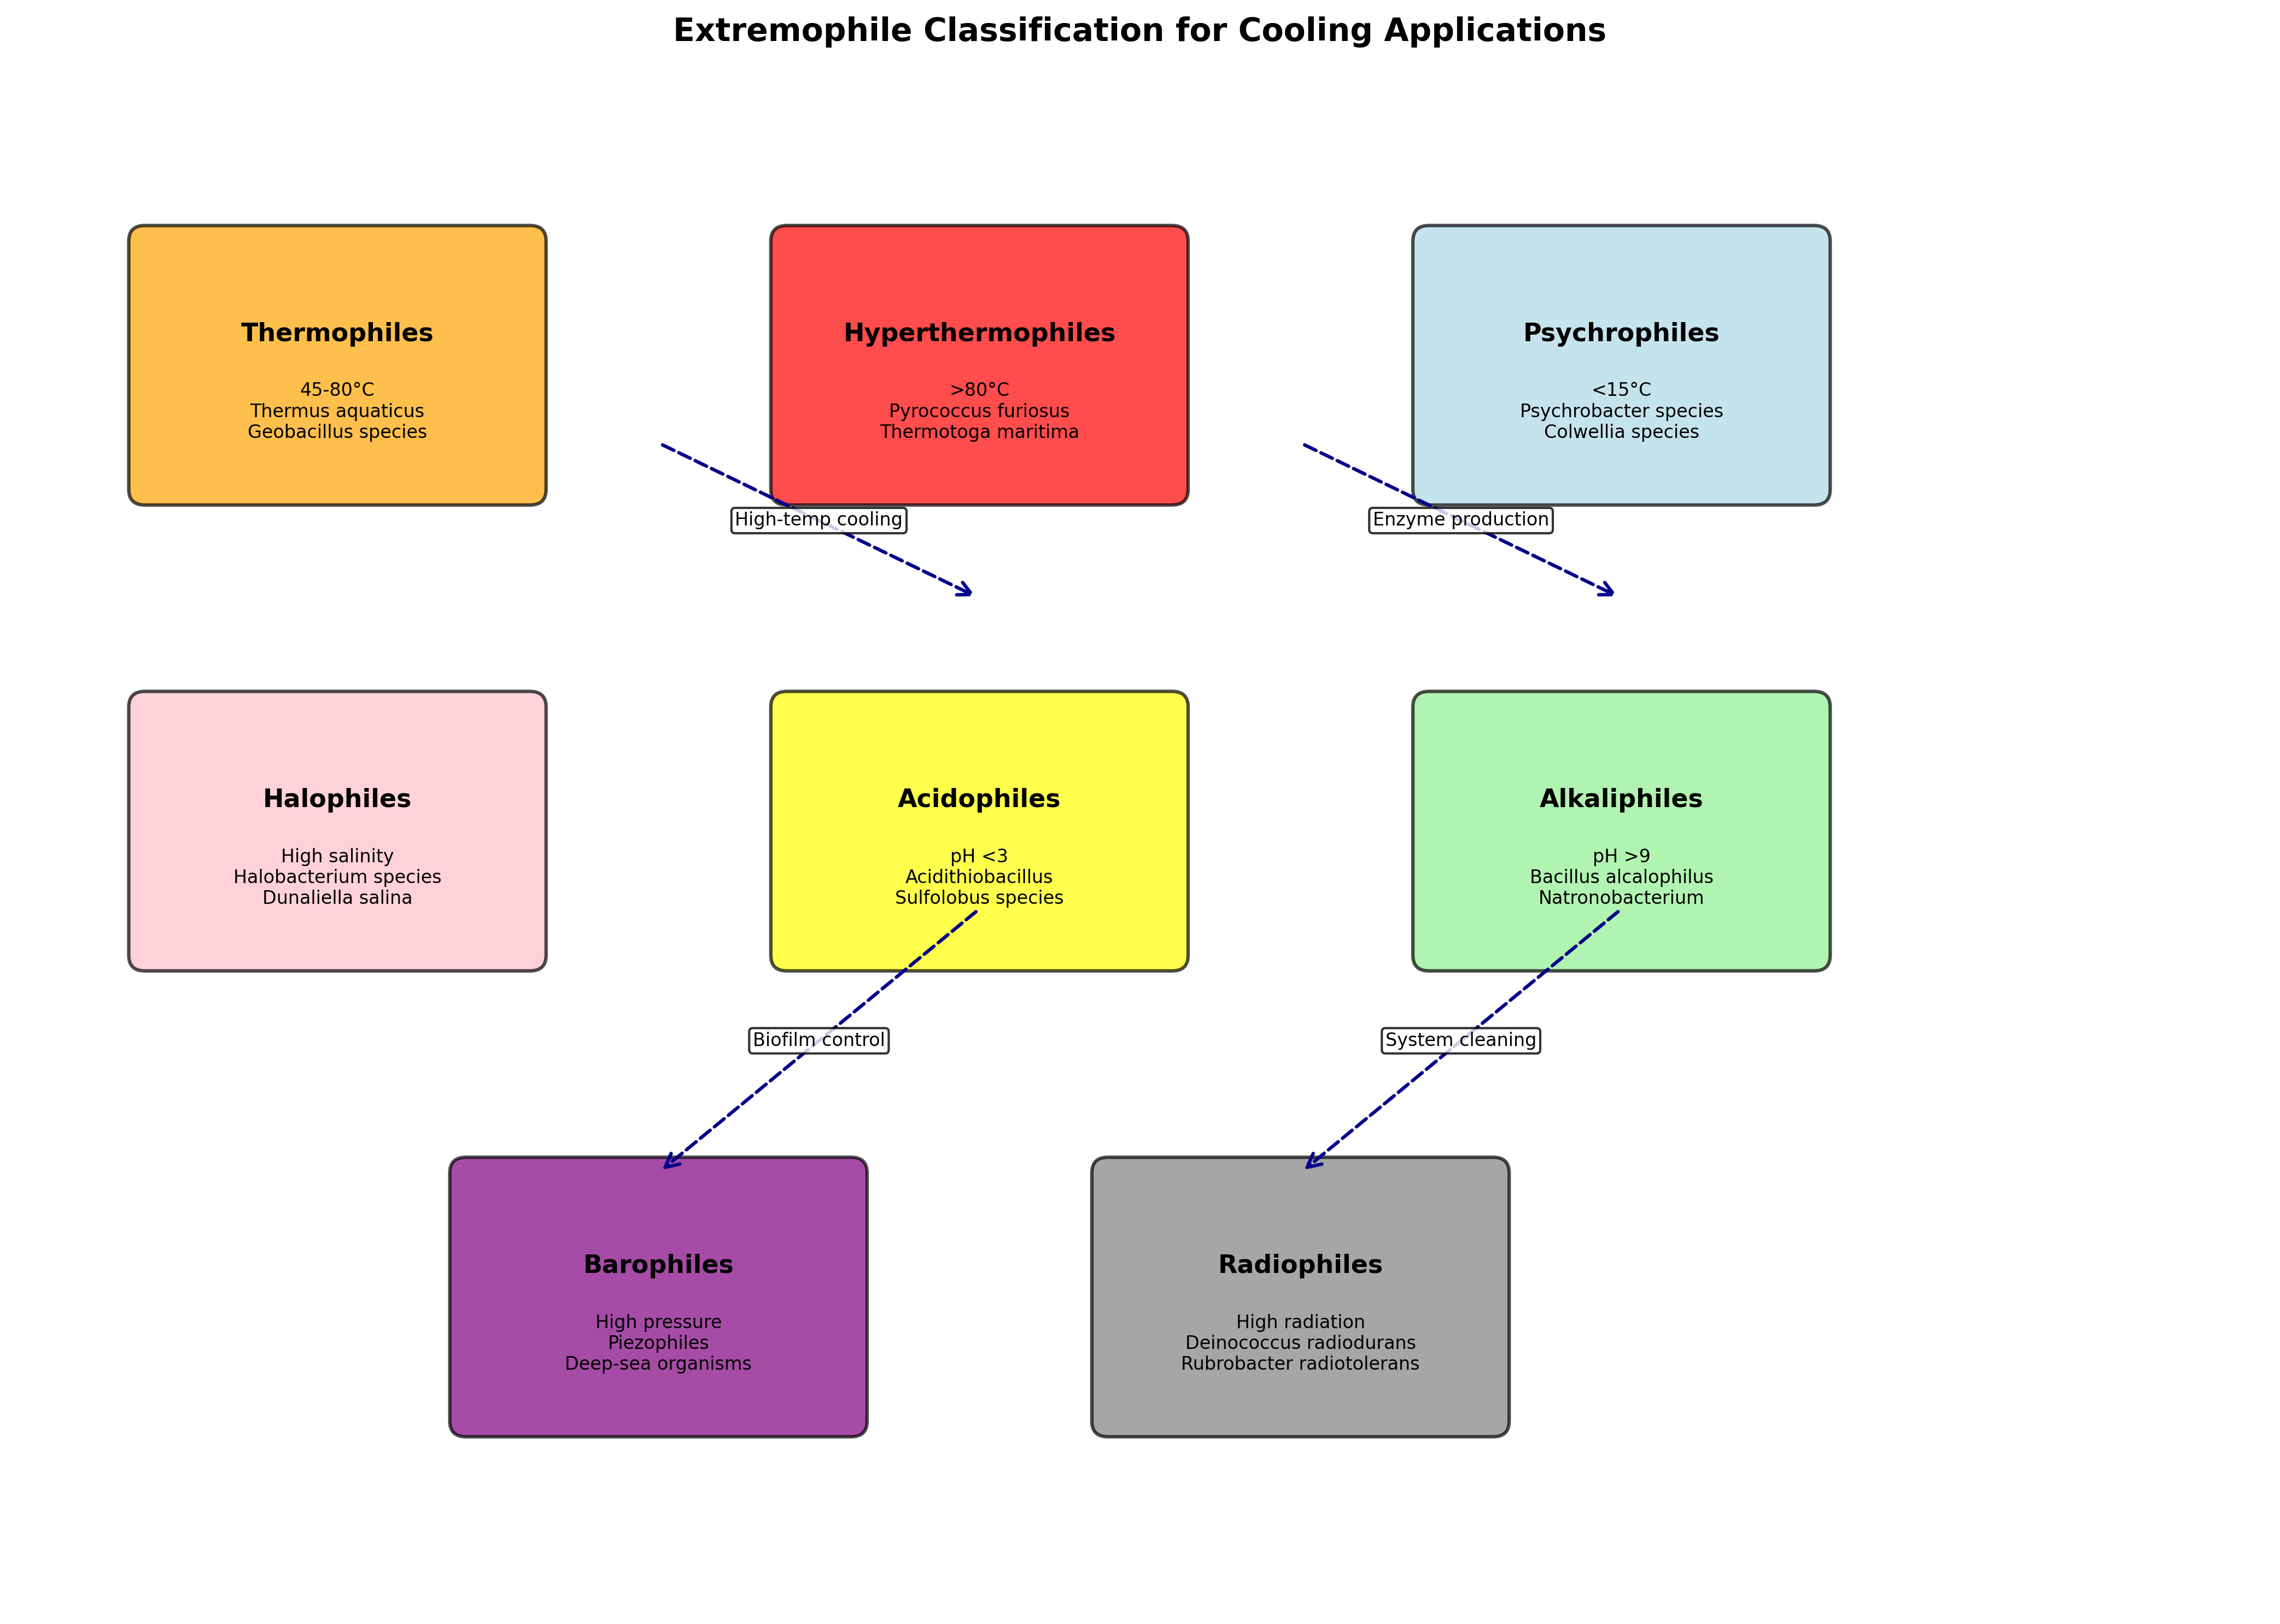 Extremophile Classification for Cooling Applications
Thermophiles
45-80°C
Thermus aquaticus
Geobacillus species
Hyperthermophiles
>80°C
Pyrococcus furiosus
Thermotoga maritima
Psychrophiles
<15°C
Psychrobacter species
Colwellia species
High-temp cooling
Enzyme production
Halophiles
High salinity
Halobacterium species
Dunaliella salina
Acidophiles
pH <3
Acidithiobacillus
Sulfolobus species
Alkaliphiles
pH >9
Bacillus alcalophilus
Natronobacterium
Biofilm control
System cleaning
Barophiles
High pressure
Piezophiles
Deep-sea organisms
Radiophiles
High radiation
Deinococcus radiodurans
Rubrobacter radiotolerans